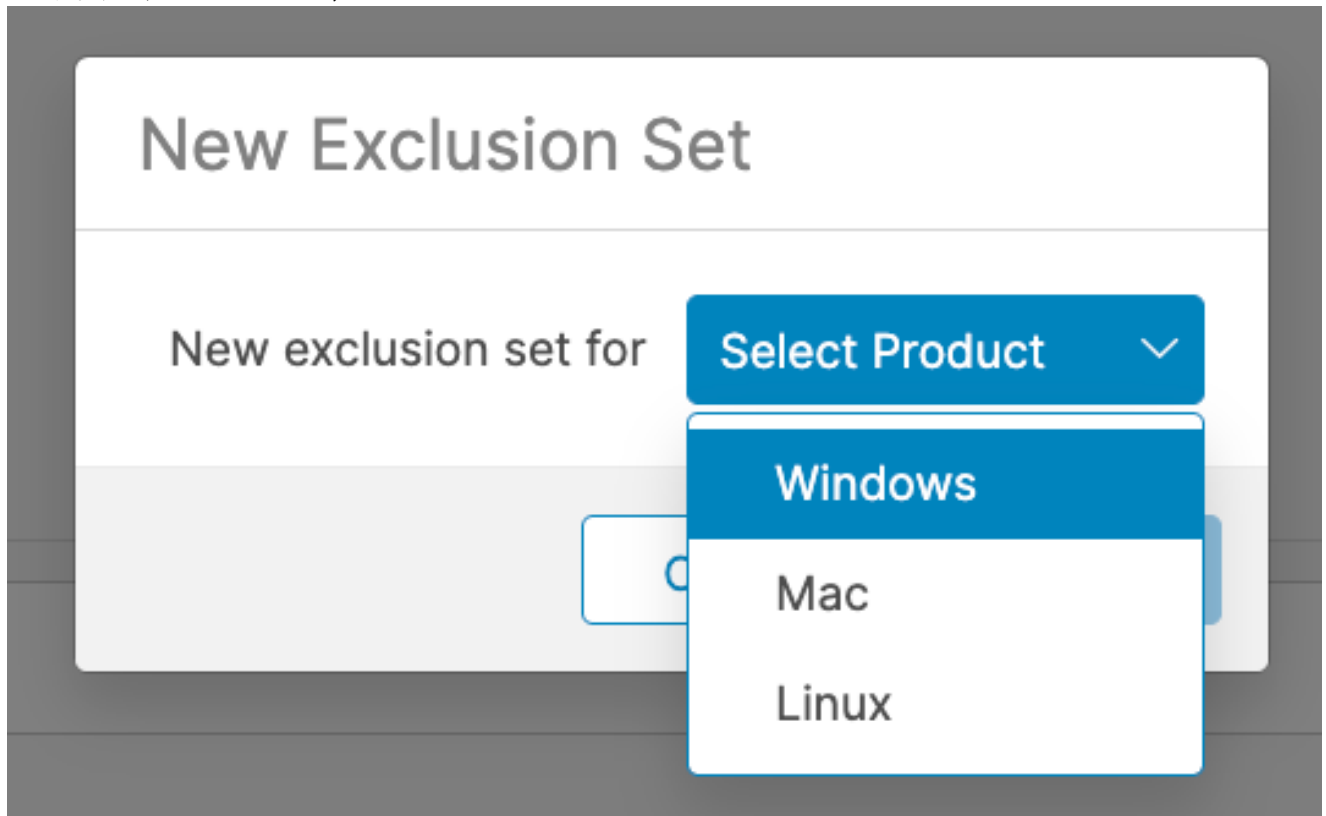 New Exclusion Set
New exclusion set for Select Product
Windows
Mac
Linux